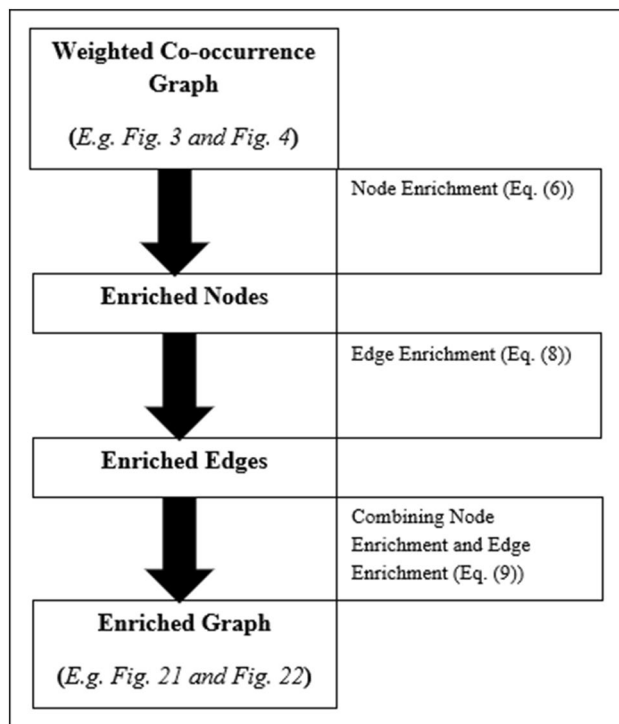 Weighted Co-occurrence
Graph
(E.g. Fig. 3 and Fig. 4)
Node Enrichment (Eq. (6))
Enriched Nodes
Edge Enrichment (Eq. (8))
Enriched Edges
Combining Node
Enrichment and Edge
Enrichment (Eq. (9))
Enriched Graph
(E.g. Fig. 21 and Fig. 22)